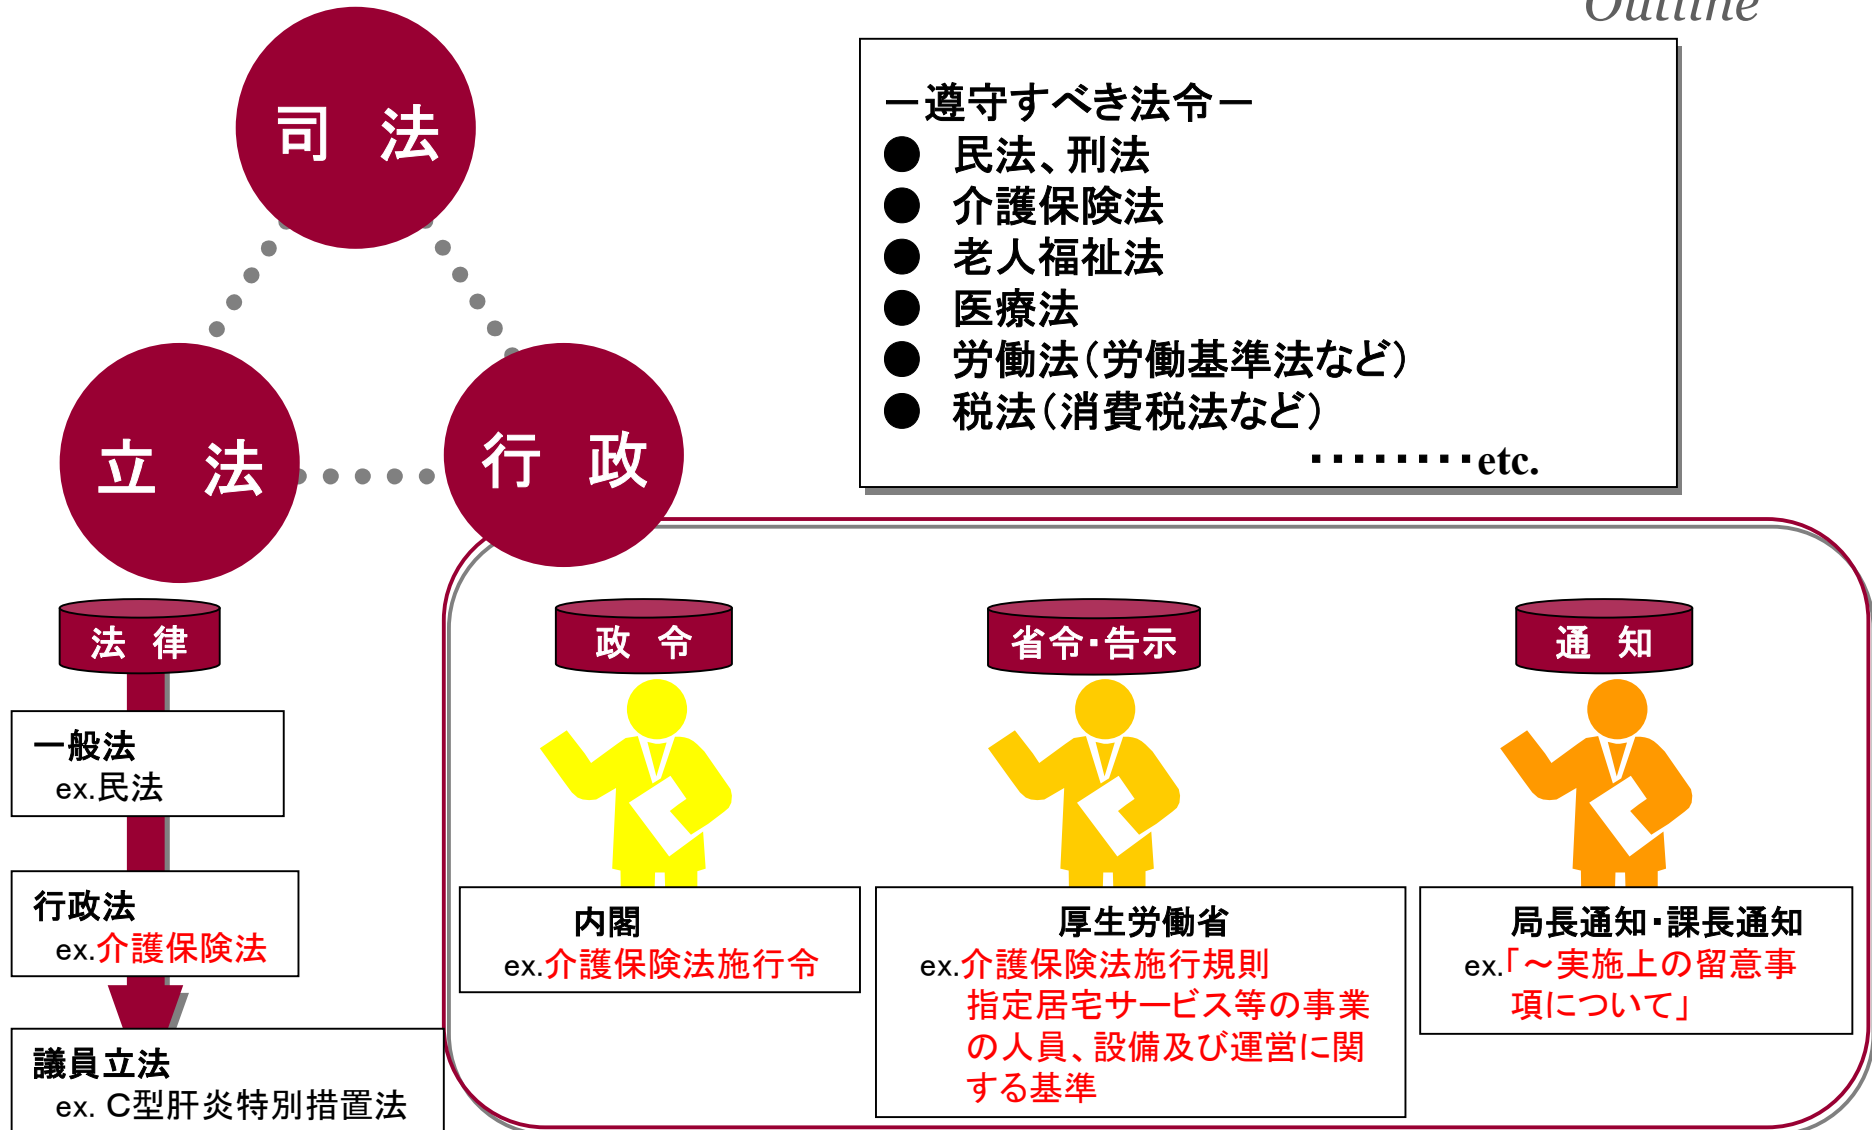 Outline
司　法
立　法
行　政
－遵守すべき法令－
●　民法、刑法
●　介護保険法
●　老人福祉法
●　医療法
●　労働法（労働基準法など）
●　税法（消費税法など）
････････etc.
法　律
一般法
ex.民法
行政法
ex.介護保険法
議員立法
ex. C型肝炎特別措置法
政　令
内閣
ex.介護保険法施行令
省令･告示
厚生労働省
ex.介護保険法施行規則
指定居宅サービス等の事業
の人員、設備及び運営に関
する基準
通　知
局長通知･課長通知
ex.「～実施上の留意事
項について」